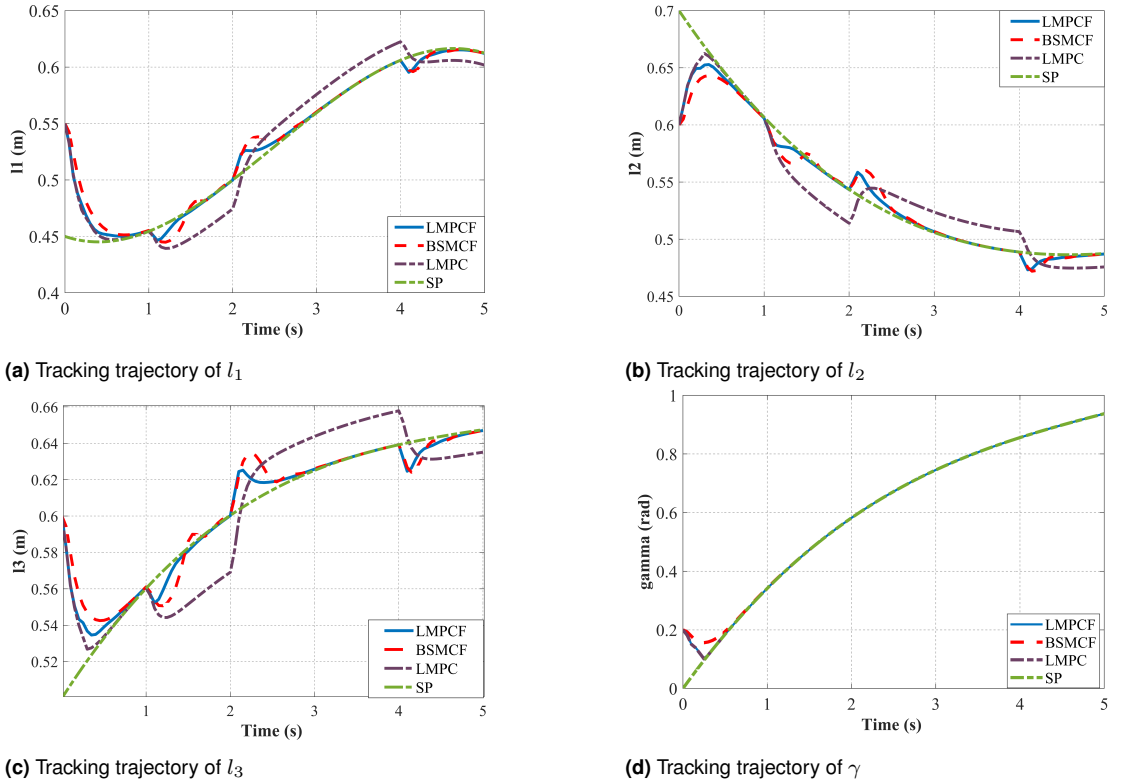 0.65
0.6
0.55
0.5
0.45
0.4
0 1 2 3 4 5
l1 (m)
Time (s)
LMPCF
BSMCF
LMPC
SP
(a) Tracking trajectory of l1
0.7
0.65
0.6
0.55
0.5
0.45
0 1 2 3 4 5
l2 (m)
Time (s)
LMPCF
BSMCF
LMPC
SP
(b) Tracking trajectory of l2
0.66
0.64
0.62
0.6
0.58
0.56
0.54
0.52
1 2 3 4 5
l3 (m)
Time (s)
LMPCF
BSMCF
LMPC
SP
(c) Tracking trajectory of l3
1
0.8
0.6
0.4
0.2
0
0 1 2 3 4 5
gamma (rad)
Time (s)
LMPCF
BSMCF
LMPC
SP
(d) Tracking trajectory of γ